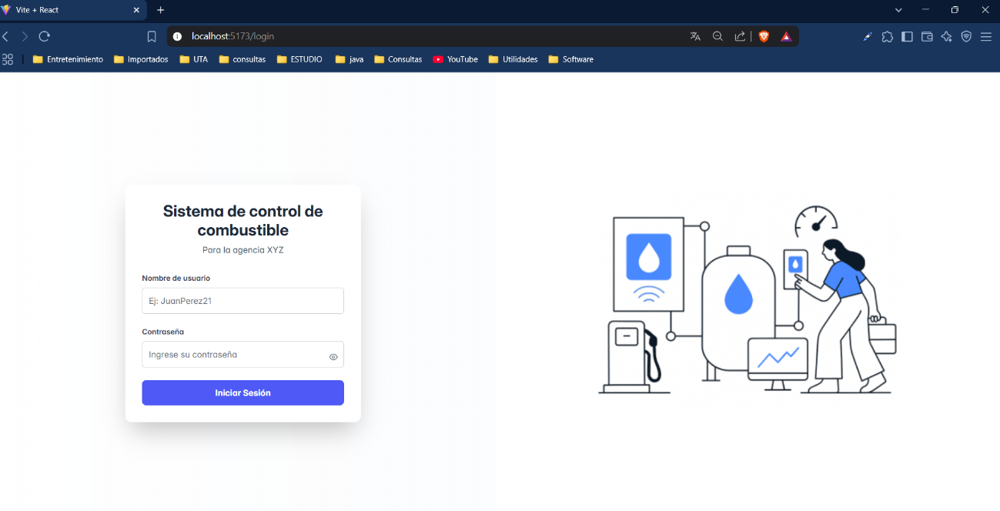 Vite + React
localhost:5173/login
Entretenimiento Importados UTA consultas ESTUDIO java Consultas YouTube Utilidades Software
Sistema de control de
combustible
Para la agencia XYZ
Nombre de usuario
Ej: JuanPerez21
Contraseña
Ingrese su contraseña
Iniciar Sesión